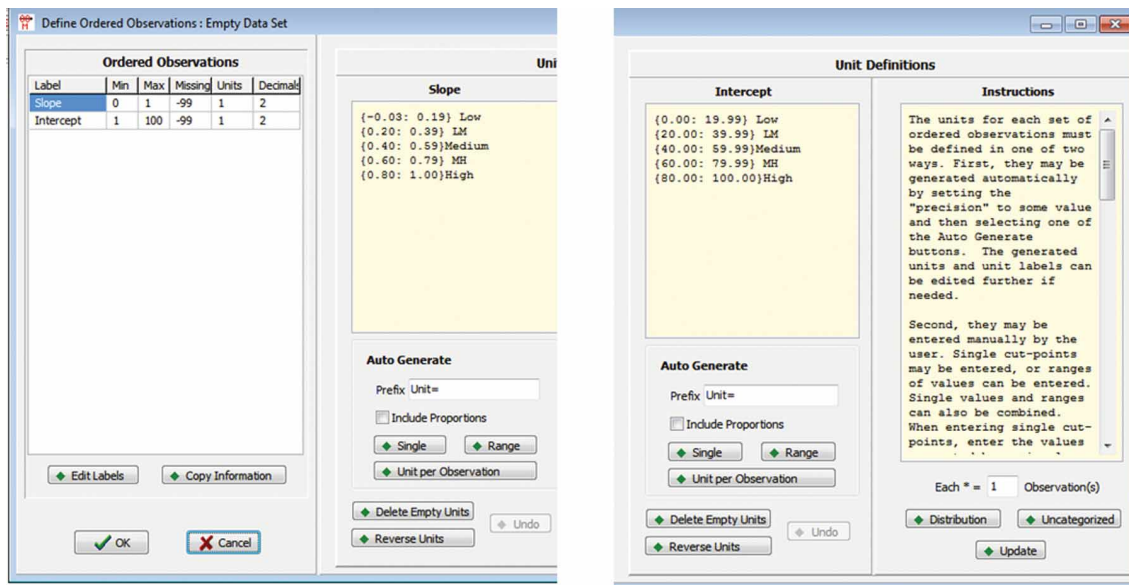 Define Ordered Observations : Empty Data Set
Ordered Observations
Label Min Max Missing Units Decimals
Slope 0 1 -99 1 2
Intercept 1 100 -99 1 2
Edit Labels Copy Information
OK Cancel
Slope
{-0.03: 0.19} Low
{0.20: 0.39} LM
{0.40: 0.59}Medium
{0.60: 0.79} MH
{0.80: 1.00}High
Auto Generate
Prefix Unit=
Include Proportions
Single Range
Unit per Observation
Delete Empty Units
Undo
Reverse Units
Unit Definitions
Intercept
{0.00: 19.99} Low
{20.00: 39.99} LM
{40.00: 59.99}Medium
{60.00: 79.99} MH
{80.00: 100.00}High
Auto Generate
Prefix Unit=
Include Proportions
Single Range
Unit per Observation
Delete Empty Units
Undo
Reverse Units
Instructions
The units for each set of
ordered observations must
be defined in one of two
ways. First, they may be
generated automatically
by setting the
"precision" to some value
and then selecting one of
the Auto Generate
buttons. The generated
units and unit labels can
be edited further if
needed.
Second, they may be
entered manually by the
user. Single cut-points
may be entered, or ranges
of values can be entered.
Single values and ranges
can also be combined.
When entering single cut-
points, enter the values
Each * = 1 Observation(s)
Distribution Uncategorized
Update